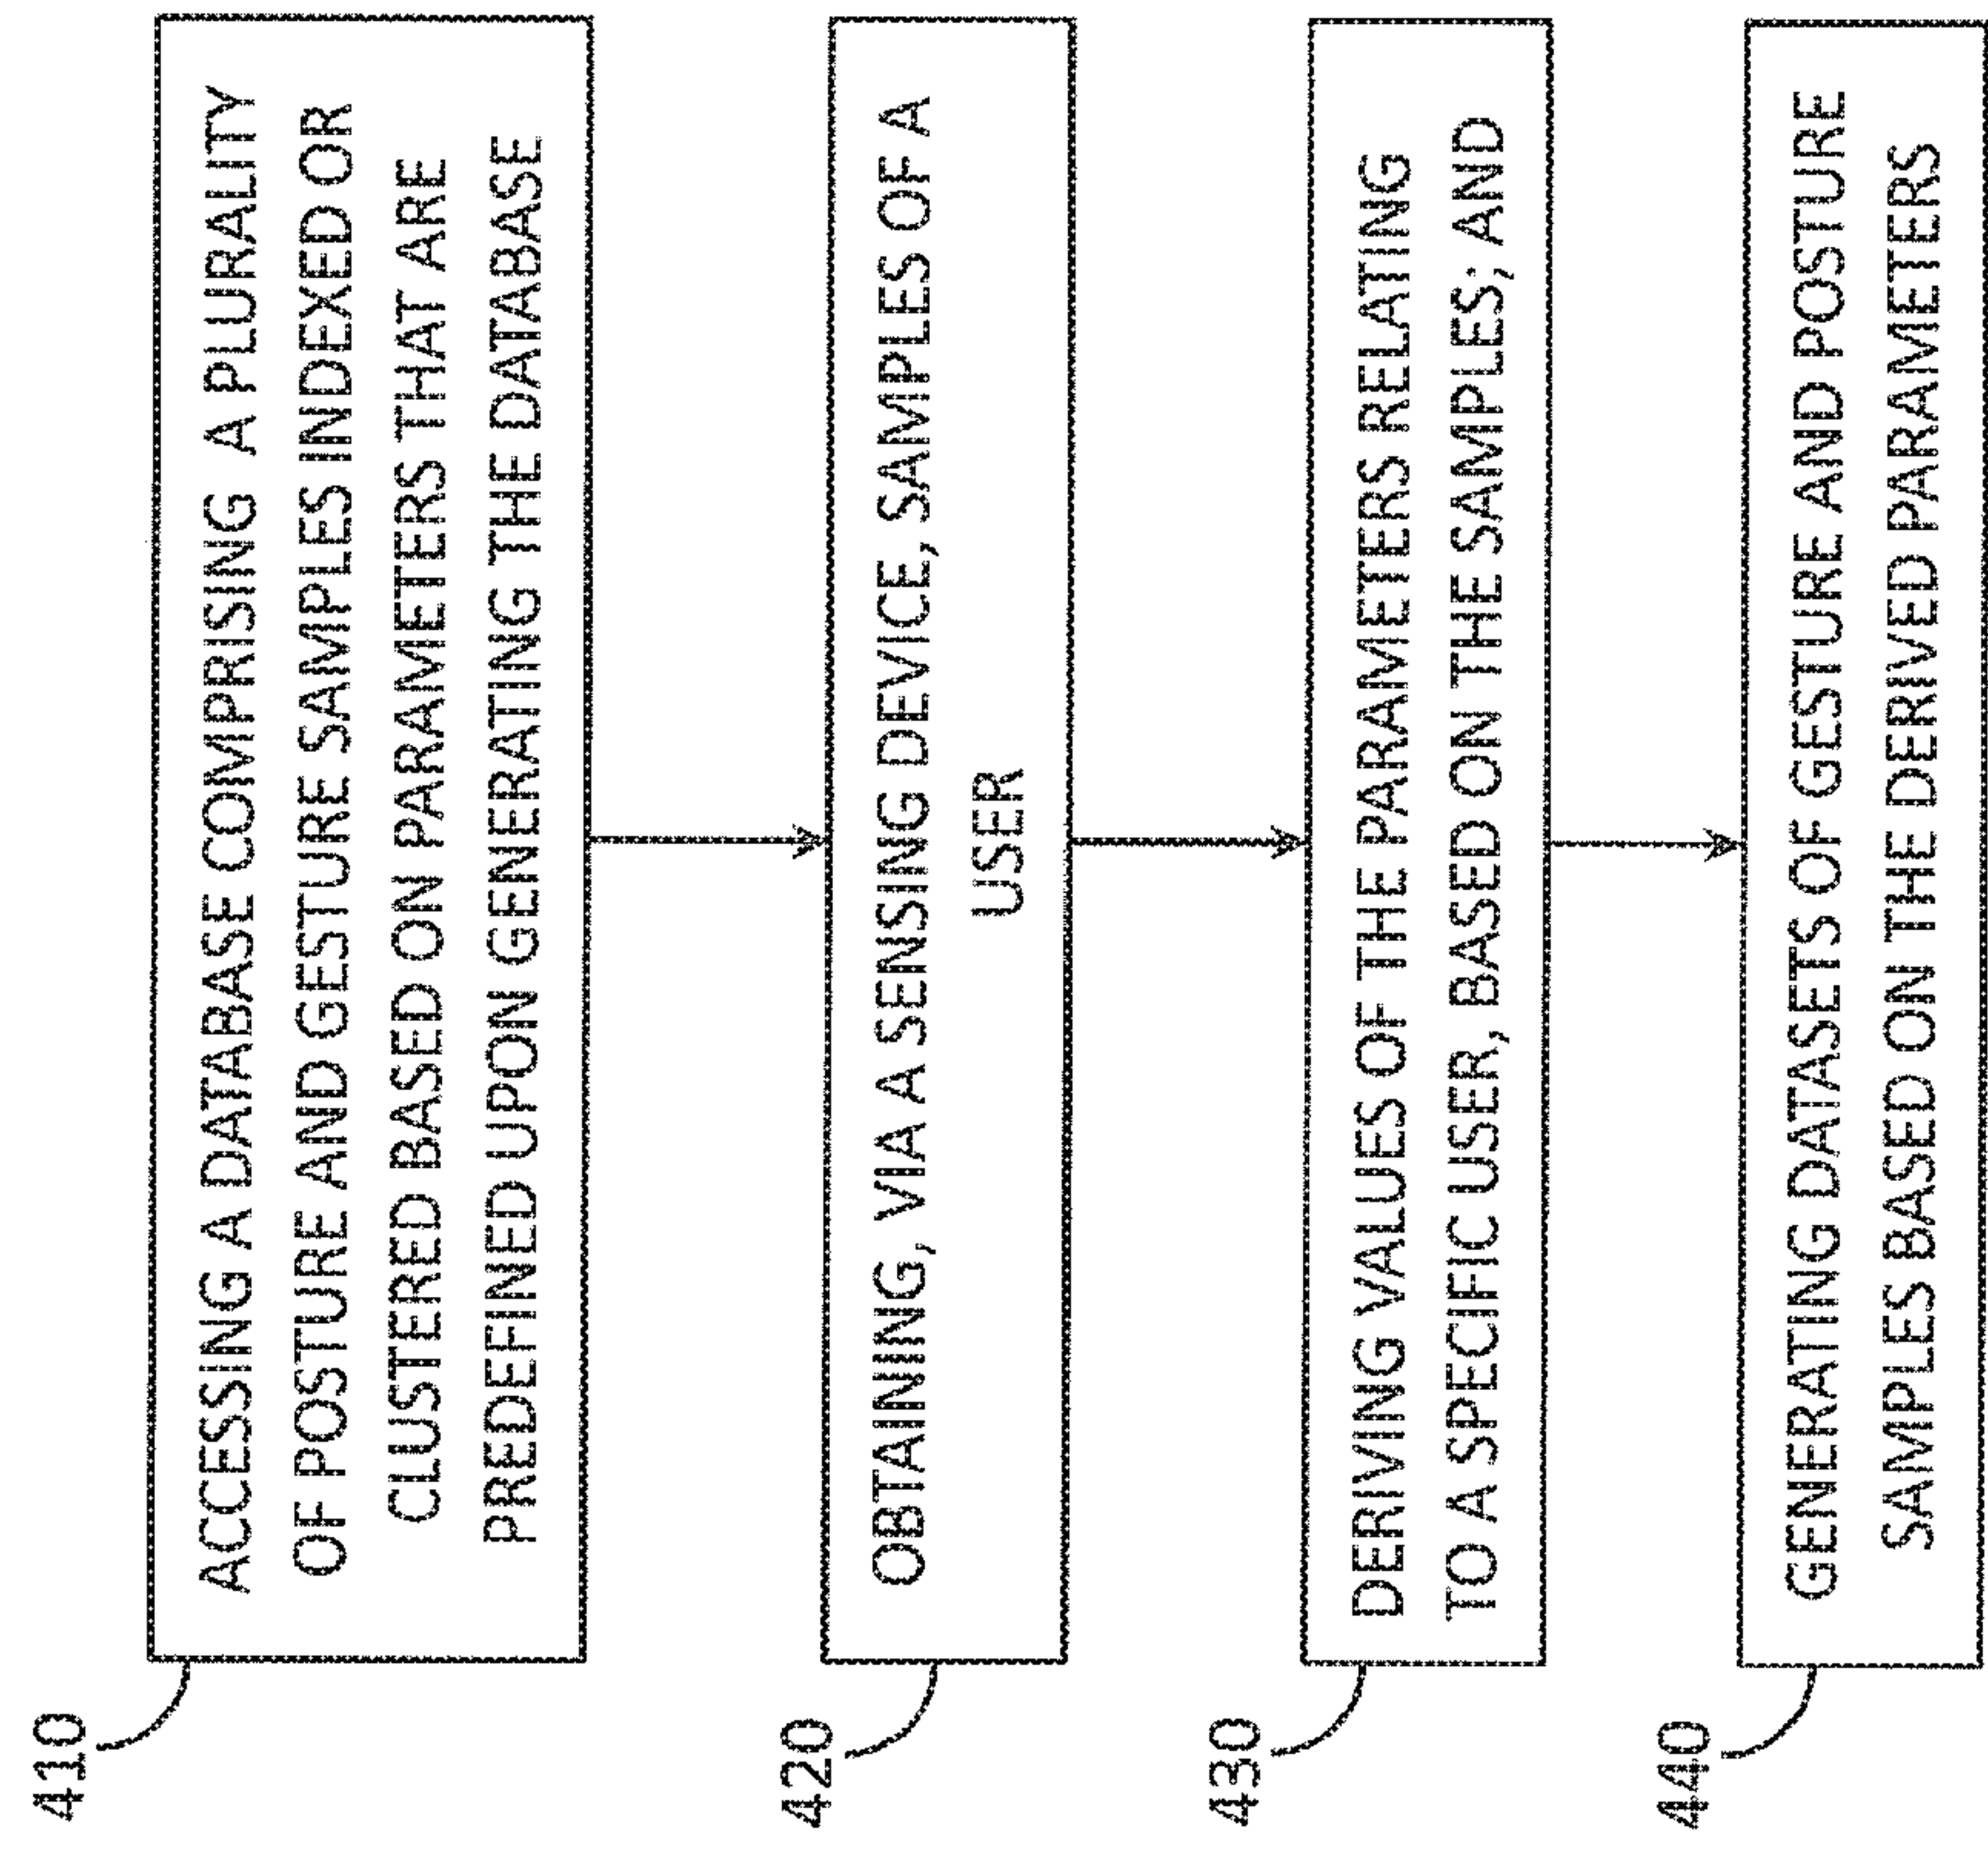 410
ACCESSING A DATABASE COMPRISING A PLURALITY
OF POSTURE AND GESTURE SAMPLES INDEXED OR
CLUSTERED BASED ON PARAMETERS THAT ARE
PREDEFINED UPON GENERATING THE DATABASE
420
OBTAINING, VIA A SENSING DEVICE, SAMPLES OF A
USER
430
DERIVING VALUES OF THE PARAMETERS RELATING
TO A SPECIFIC USER, BASED ON THE SAMPLES; AND
440
GENERATING DATASETS OF GESTURE AND POSTURE
SAMPLES BASED ON THE DERIVED PARAMETERS